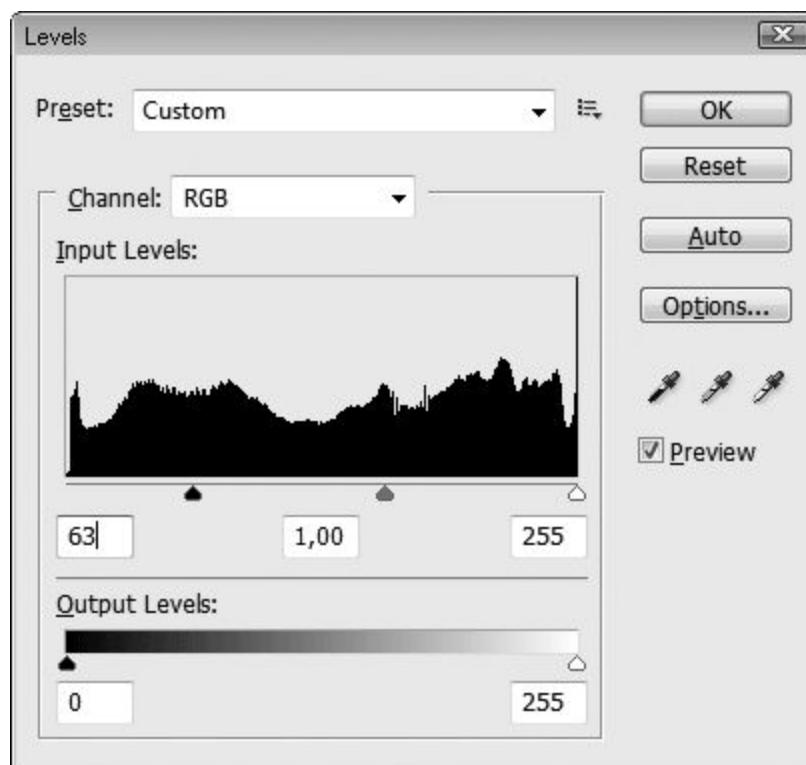 Levels
Preset: Custom
OK
Reset
Channel: RGB
Auto
Input Levels:
Options...
Preview
63 1,00 255
Output Levels:
0 255